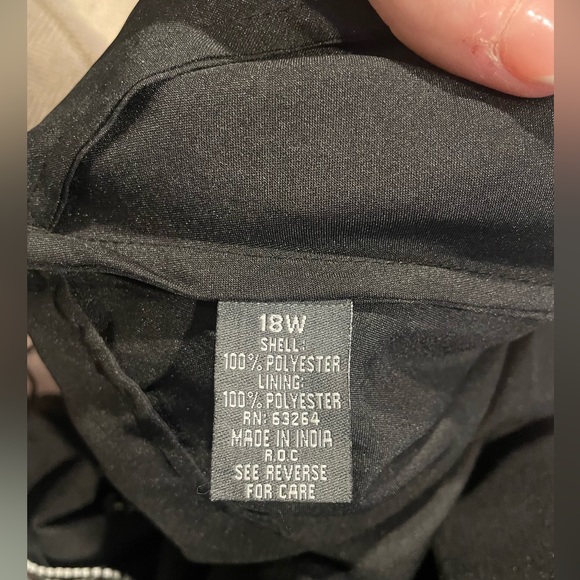 18W
SHELL:
100% POLYESTER
LINING:
100% POLYESTER
RN: 63264
MADE IN INDIA
R.O.C
SEE REVERSE
FOR CARE